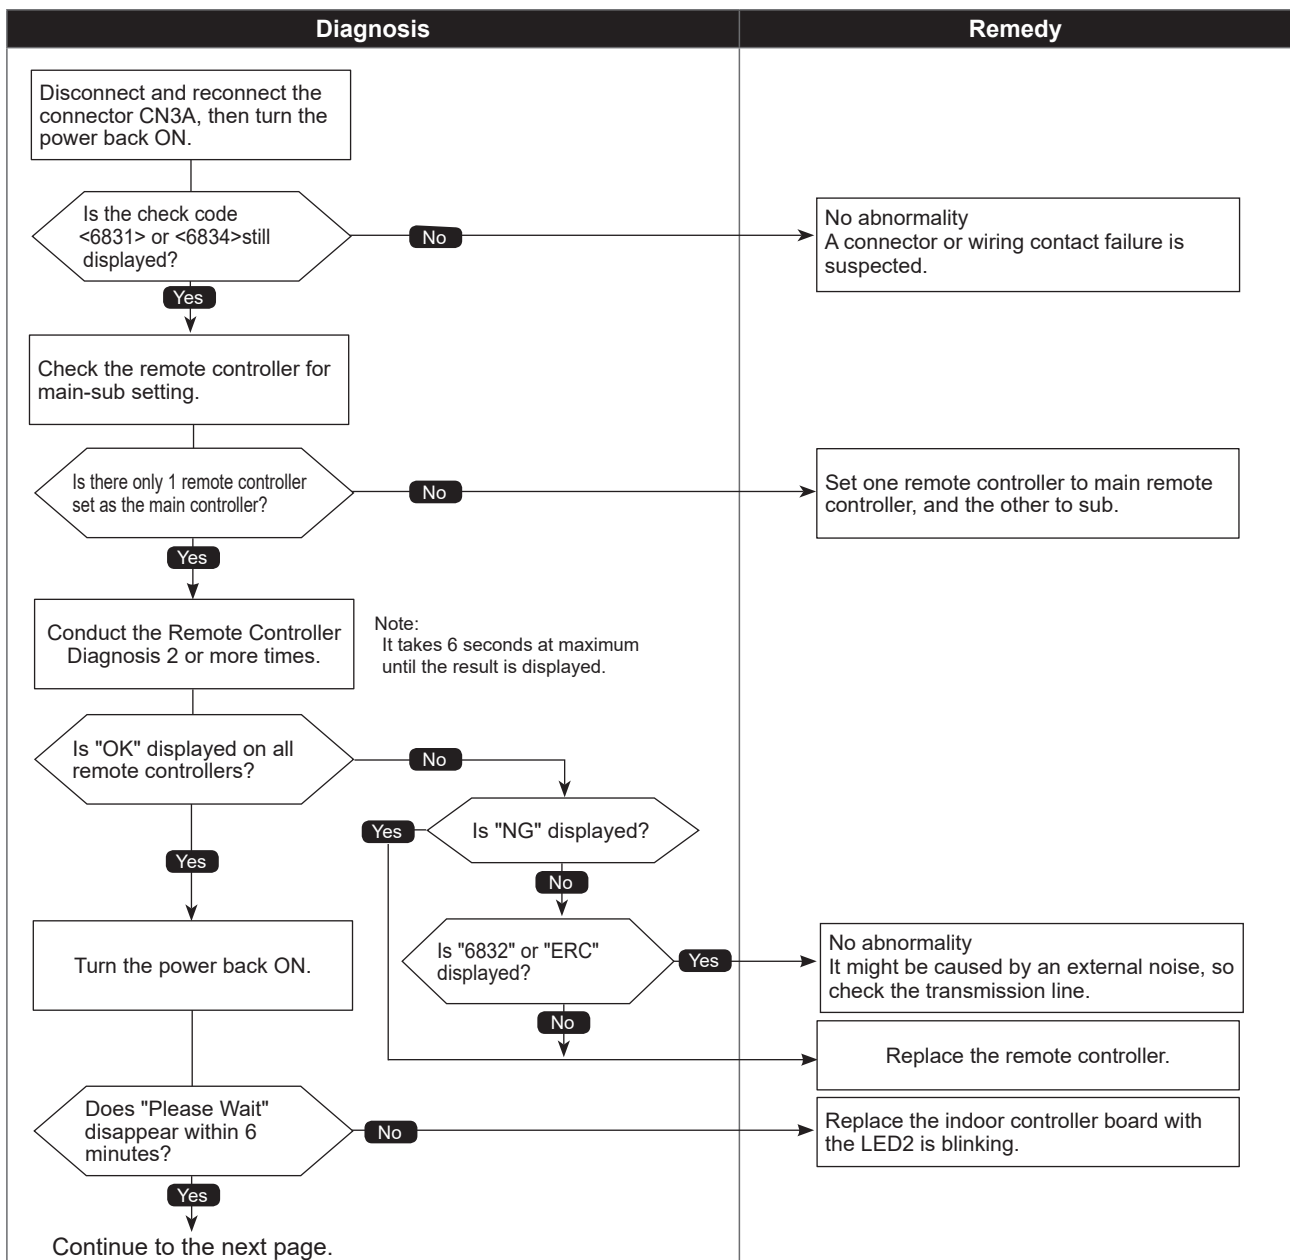 Diagnosis
Remedy
Disconnect and reconnect the
connector CN3A, then turn the
power back ON.
Is the check code
<6831> or <6834>still
displayed?
No
No abnormality
A connector or wiring contact failure is
suspected.
Yes
Check the remote controller for
main-sub setting.
Is there only 1 remote controller
set as the main controller?
No
Set one remote controller to main remote
controller, and the other to sub.
Yes
Conduct the Remote Controller
Diagnosis 2 or more times.
Note:
It takes 6 seconds at maximum
until the result is displayed.
Is "OK" displayed on all
remote controllers?
No
Yes
Is "NG" displayed?
Yes
No
Turn the power back ON.
Is "6832" or "ERC"
displayed?
Yes
No abnormality
It might be caused by an external noise, so
check the transmission line.
No
Replace the remote controller.
Does "Please Wait"
disappear within 6
minutes?
No
Replace the indoor controller board with
the LED2 is blinking.
Yes
Continue to the next page.